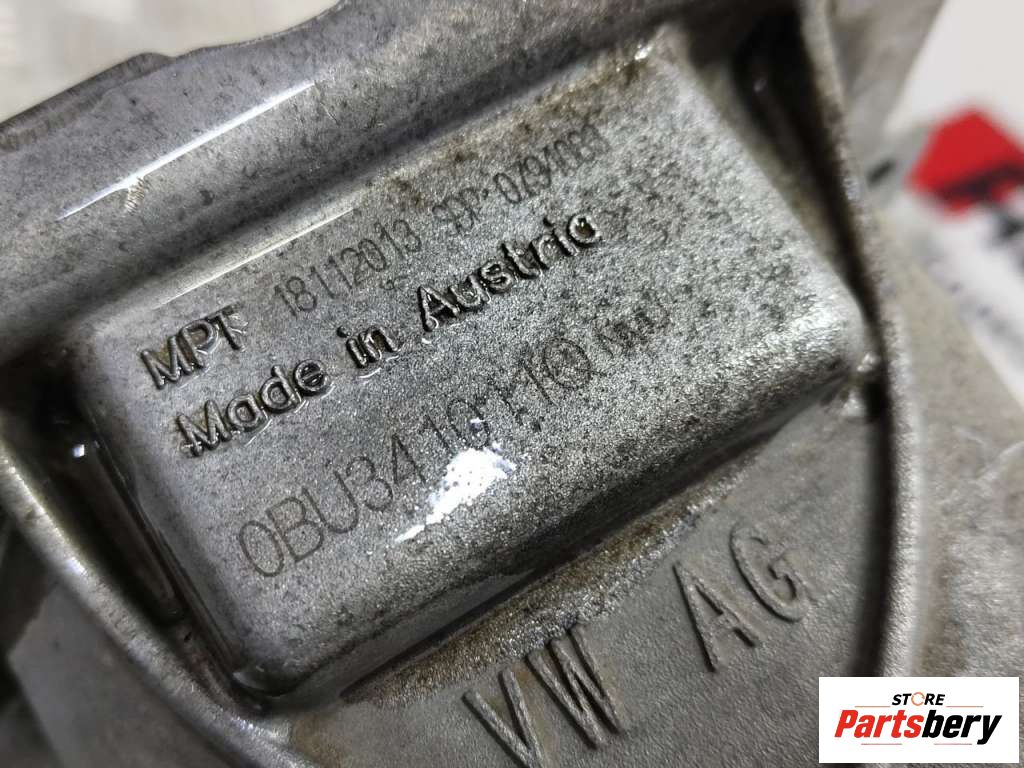 MPT 18112013
Made in Austria
0BU341011Q
VW AG
STORE
Partsbery